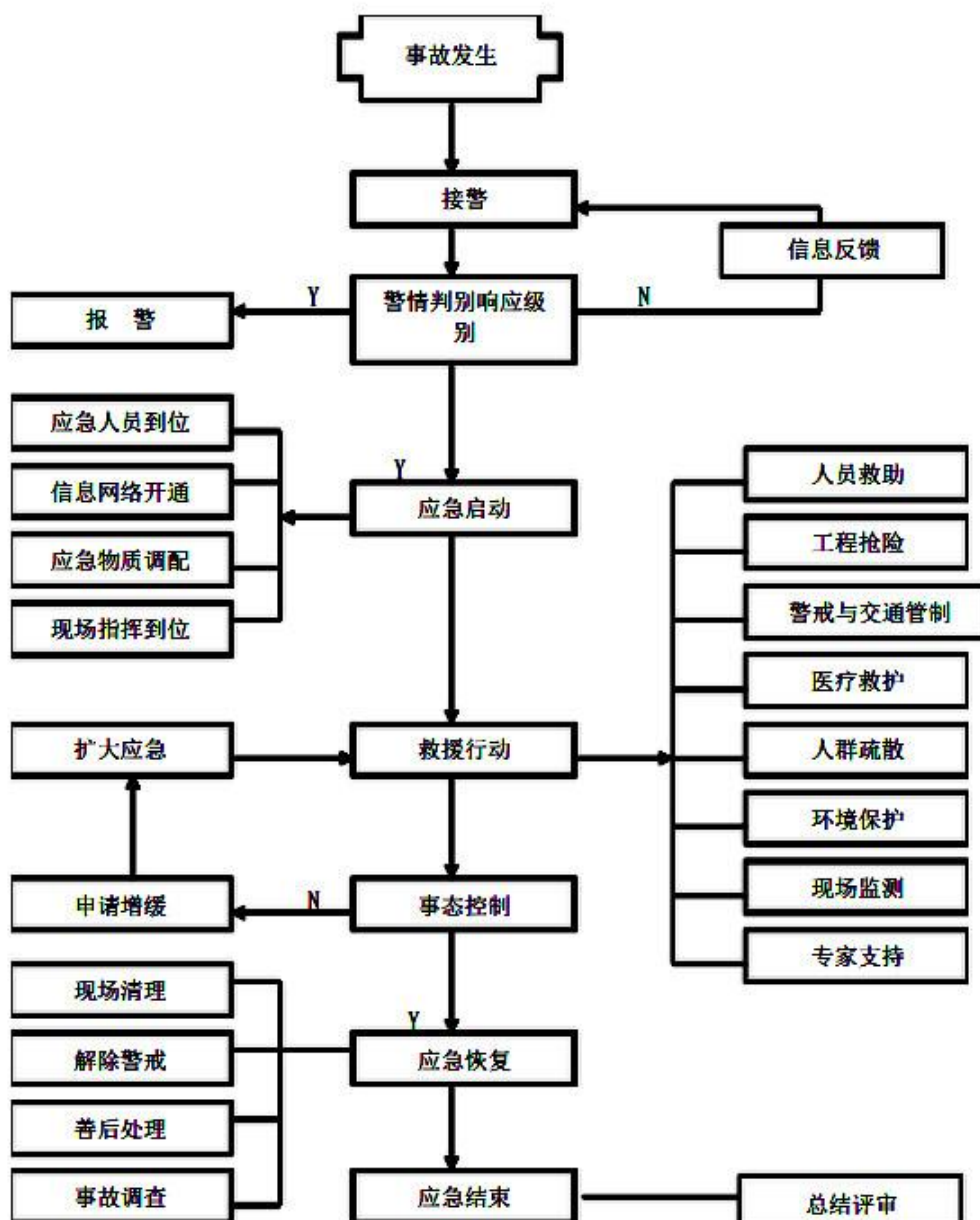 事故发生
接警
信息反馈
Y
警情判别响应级
别
N
报 警
应急人员到位
信息网络开通
应急物质调配
现场指挥到位
Y
应急启动
人员救助
工程抢险
警戒与交通管制
医疗救护
人群疏散
环境保护
现场监测
专家支持
扩大应急
救援行动
申请增缓
N
事态控制
现场清理
解除警戒
善后处理
事故调查
Y
应急恢复
应急结束
总结评审